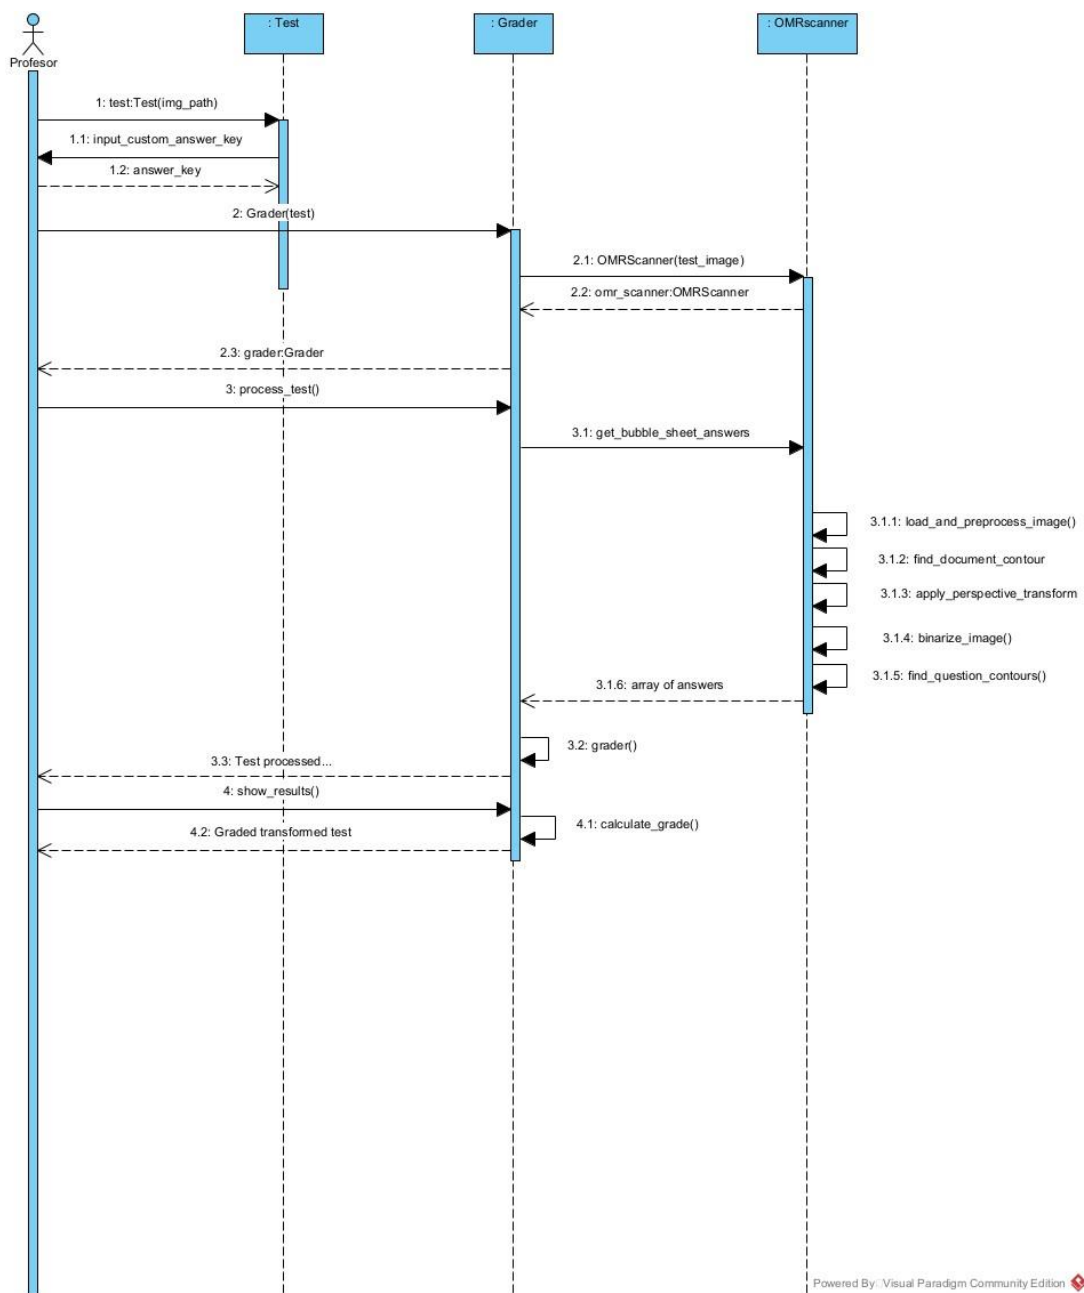 : Test
: Grader
: OMRscanner
Profesor
1: test:Test(img_path)
1.1: input_custom_answer_key
1.2: answer_key
2: Grader(test)
2.1: OMRScanner(test_image)
2.2: omr_scanner:OMRScanner
2.3: grader:Grader
3: process_test()
3.1: get_bubble_sheet_answers
3.1.1: load_and_preprocess_image()
3.1.2: find_document_contour
3.1.3: apply_perspective_transform
3.1.4: binarize_image()
3.1.5: find_question_contours()
3.1.6: array of answers
3.2: grader()
3.3: Test processed...
4: show_results()
4.1: calculate_grade()
4.2: Graded transformed test
Powered By Visual Paradigm Community Edition